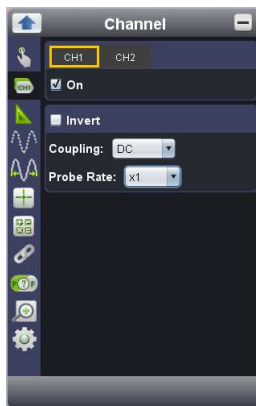 Channel
CH1 CH2
On
Invert
Coupling: DC
Probe Rate: x1